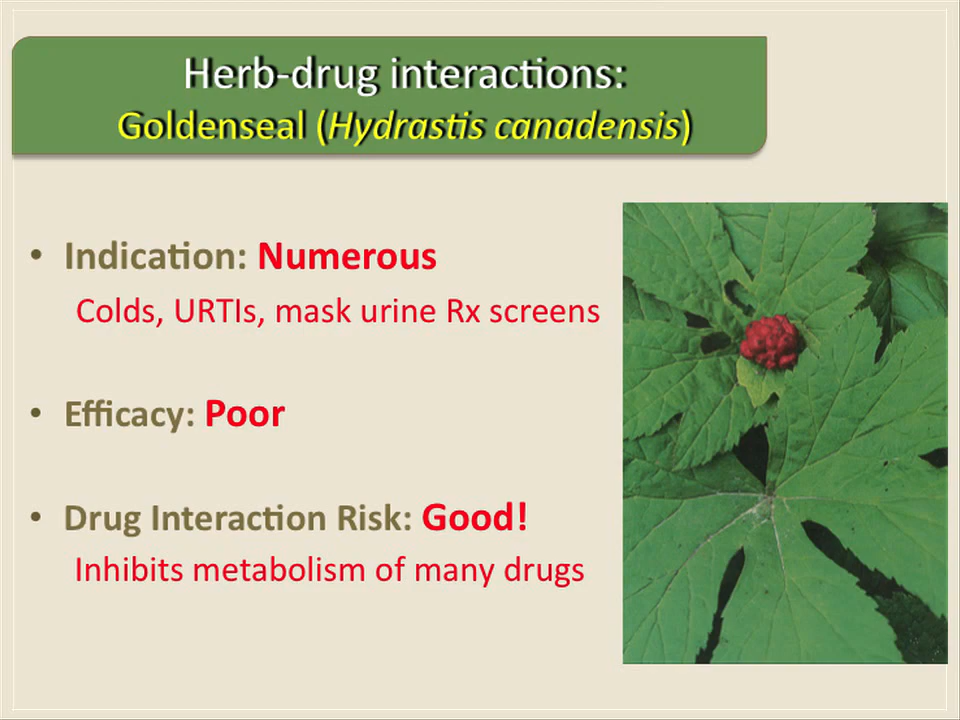 Herb-drug interactions:
Goldenseal (Hydrastis canadensis)
• Indication: Numerous
Colds, URTIs, mask urine Rx screens
• Efficacy: Poor
• Drug Interaction Risk: Good!
Inhibits metabolism of many drugs